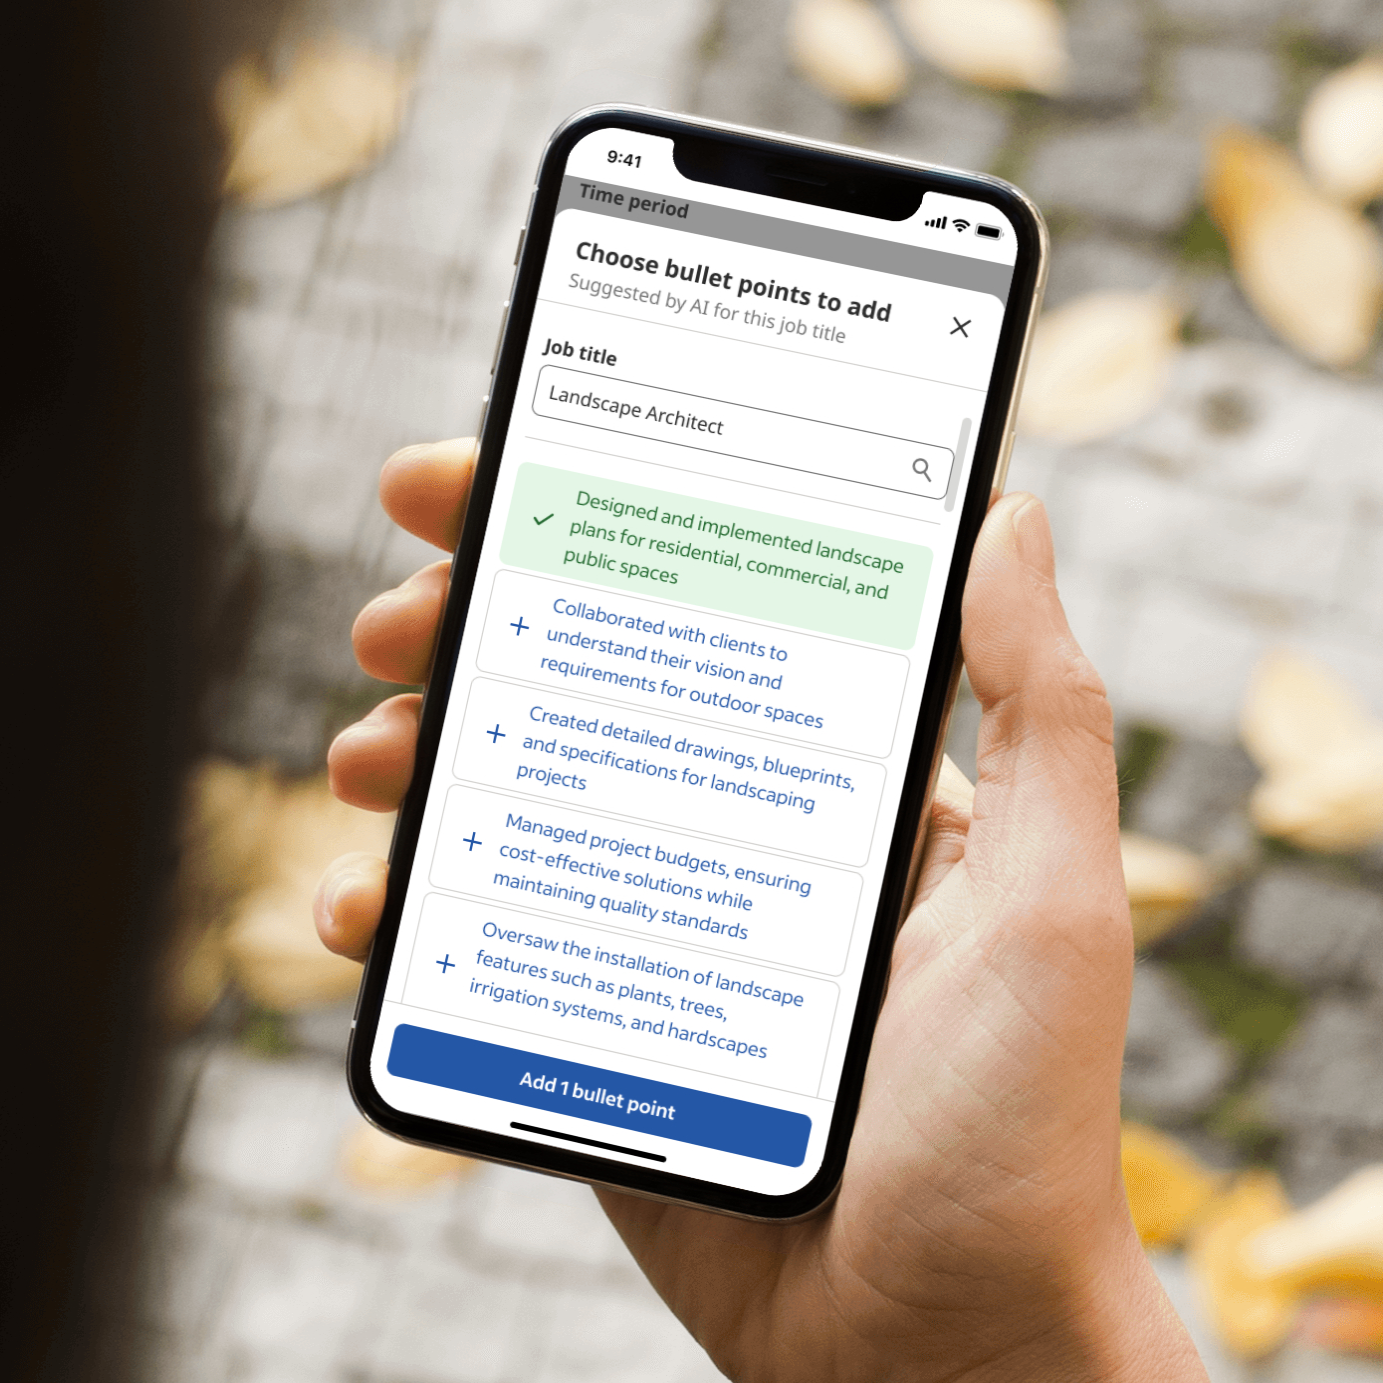 9:41
Time period
Choose bullet points to add
Suggested by AI for this job title
Job title
Landscape Architect
Designed and implemented landscape
plans for residential, commercial, and
public spaces
Collaborated with clients to
understand their vision and
requirements for outdoor spaces
Created detailed drawings, blueprints,
and specifications for landscaping
projects
Managed project budgets, ensuring
cost-effective solutions while
maintaining quality standards
Oversaw the installation of landscape
features such as plants, trees,
irrigation systems, and hardscapes
Add 1 bullet point